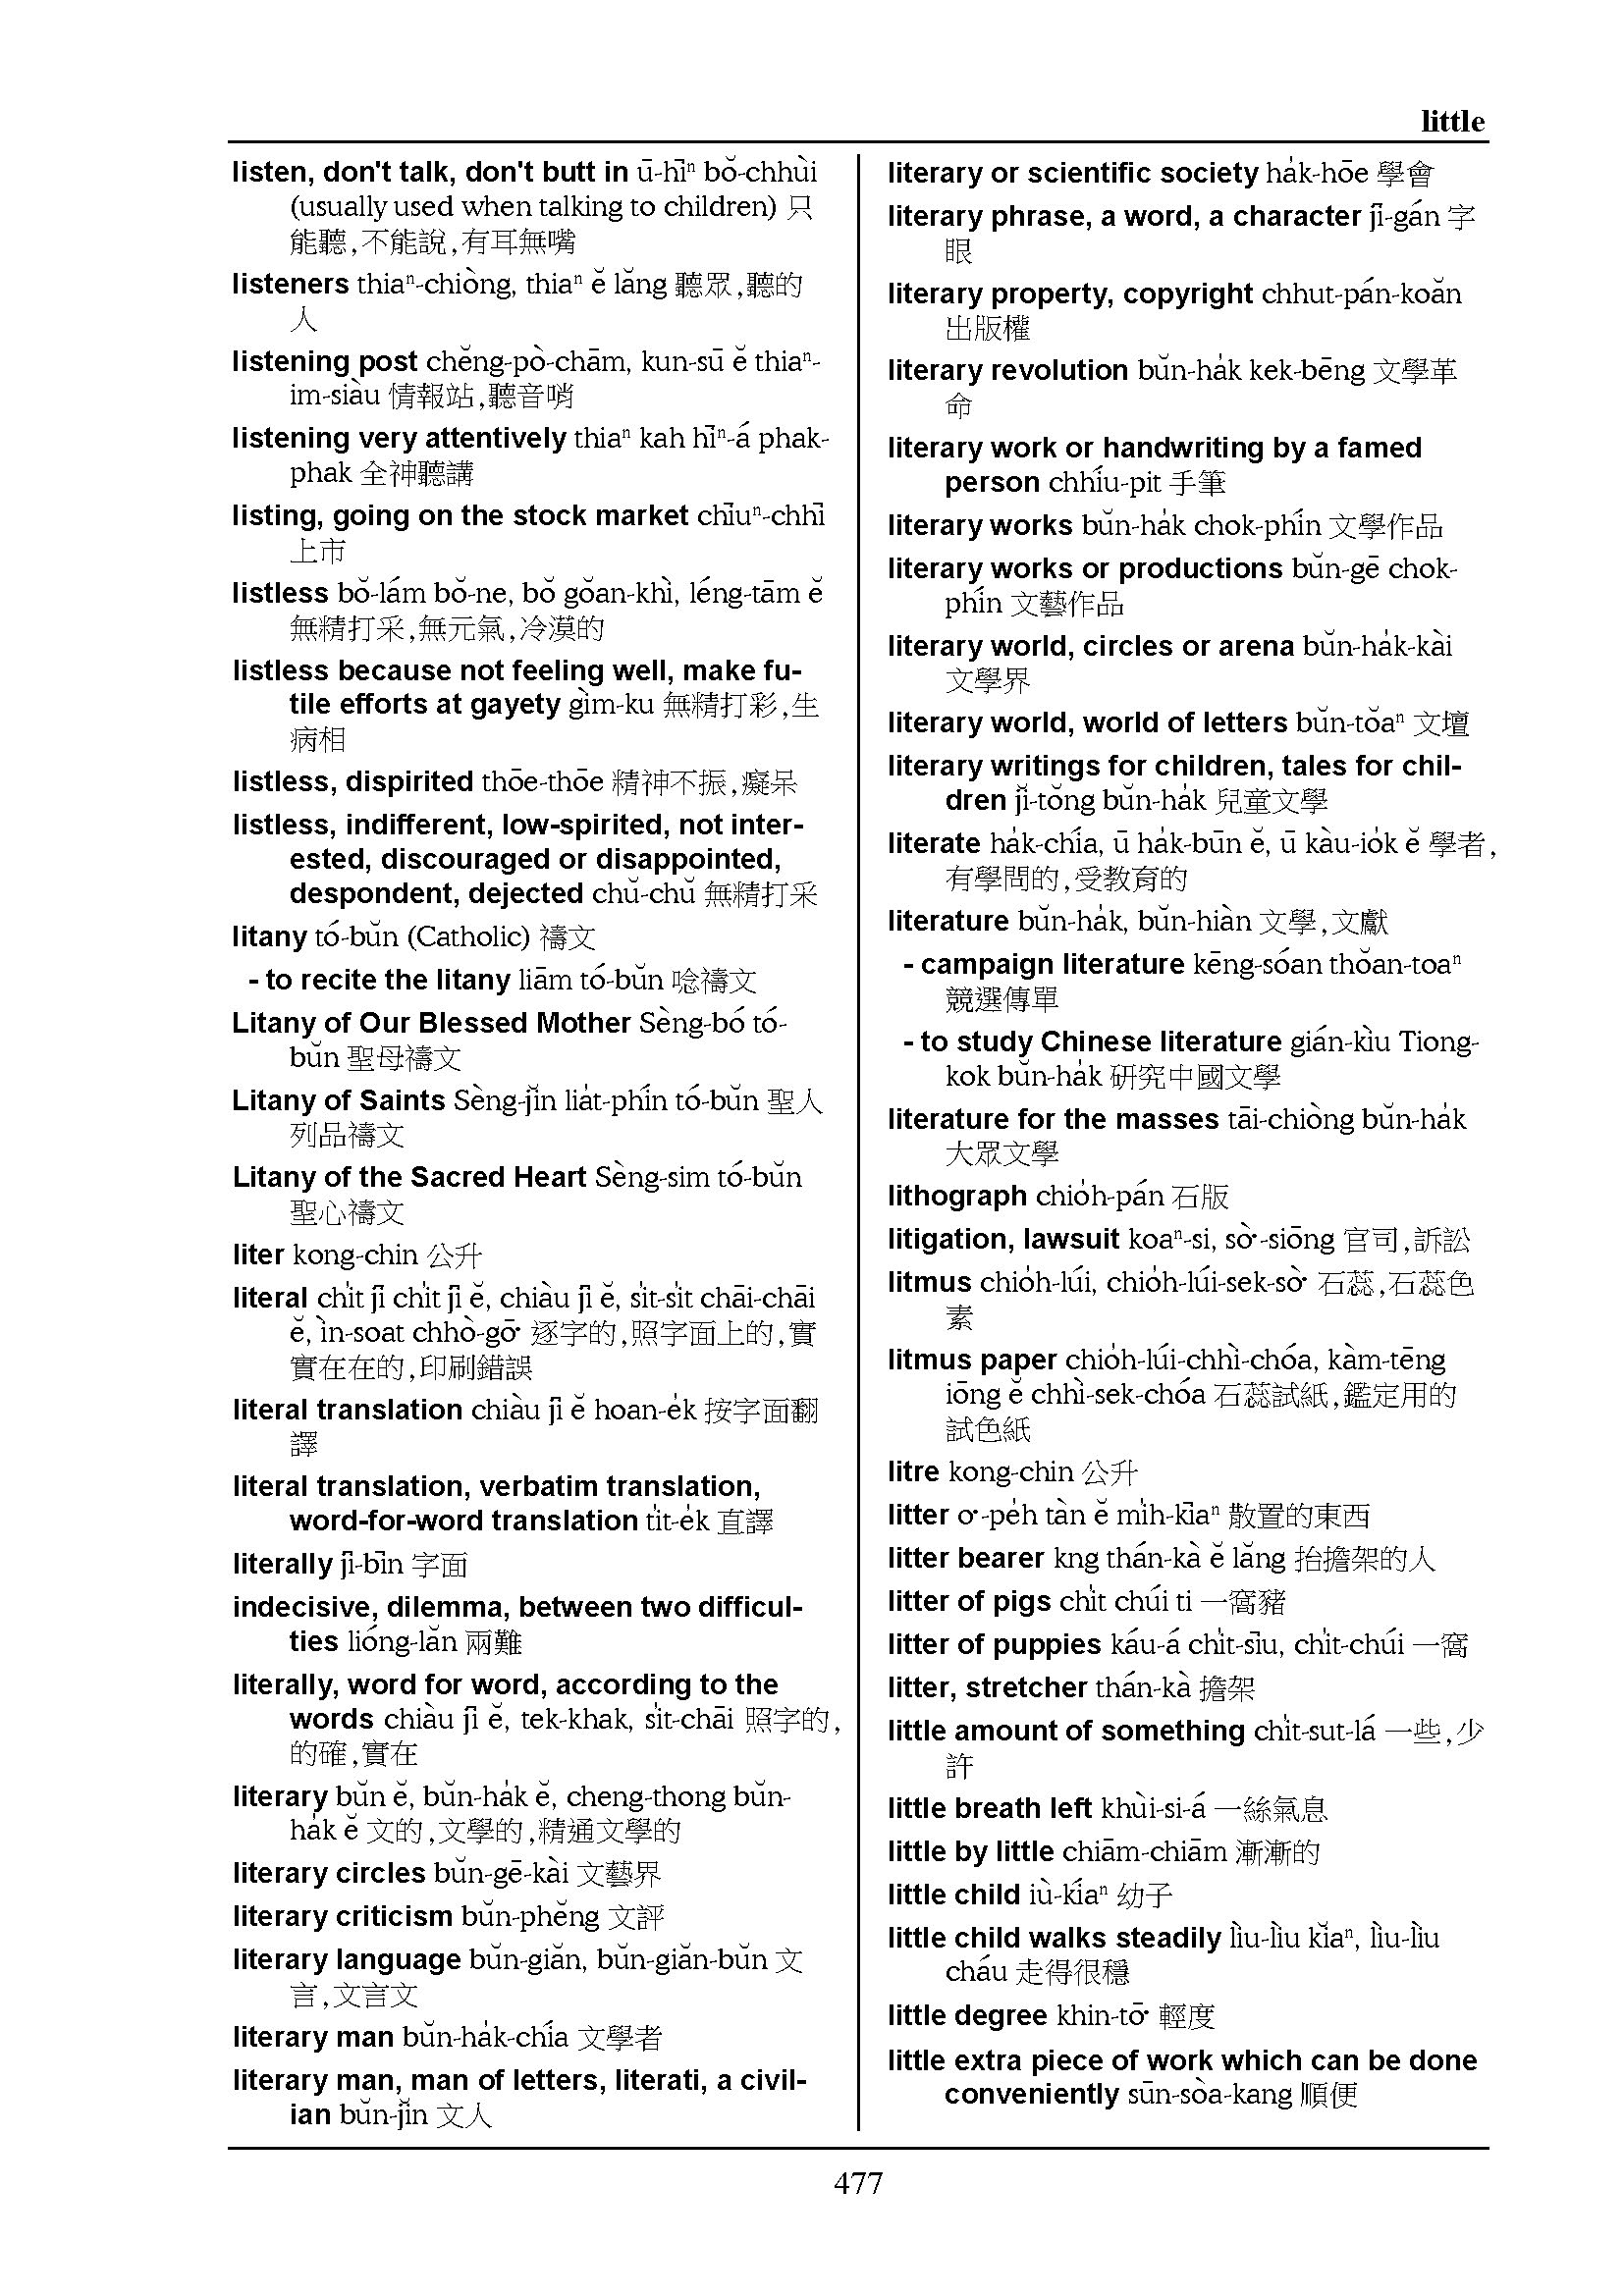 little
listen, don't talk, don't butt in ū-hīⁿ bŏ-chhùi
(usually used when talking to children) 只
能聽,不能說,有耳無嘴
listeners thiaⁿ-chiòng, thiaⁿ ĕ lăng 聽眾,聽的
人
listening post chĕng-pò-chām, kun-sū ĕ thiaⁿ-
im-siàu 情報站,聽音哨
listening very attentively thiaⁿ kah hīⁿ-á phak-
phak 全神聽講
listing, going on the stock market chīuⁿ-chhī
上市
listless bŏ-lám bŏ-ne, bŏ gŏan-khì, léng-tām ĕ
無精打采,無元氣,冷漠的
listless because not feeling well, make fu-
tile efforts at gayety gìm-ku 無精打彩,生
病相
listless, dispirited thōe-thōe 精神不振,癡呆
listless, indifferent, low-spirited, not inter-
ested, discouraged or disappointed,
despondent, dejected chŭ-chŭ 無精打采
litany tó-bŭn (Catholic) 禱文
- to recite the litany liām tó-bŭn 唸禱文
Litany of Our Blessed Mother Sèng-bó tó-
bŭn 聖母禱文
Litany of Saints Sèng-jĭn lia̍t-phín tó-bŭn 聖人
列品禱文
Litany of the Sacred Heart Sèng-sim tó-bŭn
聖心禱文
liter kong-chin 公升
literal chi̍t jī chi̍t jī ĕ, chiàu jī ĕ, si̍t-si̍t chāi-chāi
ĕ, ìn-soat chhò-gō͘ 逐字的,照字面上的,實
實在在的,印刷錯誤
literal translation chiàu jī ĕ hoan-e̍k 按字面翻
譯
literal translation, verbatim translation,
word-for-word translation ti̍t-e̍k 直譯
literally jī-bīn 字面
indecisive, dilemma, between two difficul-
ties lióng-lăn 兩難
literally, word for word, according to the
words chiàu jī ĕ, tek-khak, si̍t-chāi 照字的,
的確,實在
literary bŭn ĕ, bŭn-ha̍k ĕ, cheng-thong bŭn-
ha̍k ĕ 文的,文學的,精通文學的
literary circles bŭn-gē-kài 文藝界
literary criticism bŭn-phĕng 文評
literary language bŭn-giăn, bŭn-giăn-bŭn 文
言,文言文
literary man bŭn-ha̍k-chía 文學者
literary man, man of letters, literati, a civil-
ian bŭn-jĭn 文人
literary or scientific society ha̍k-hōe 學會
literary phrase, a word, a character jī-gán 字
眼
literary property, copyright chhut-pán-koăn
出版權
literary revolution bŭn-ha̍k kek-bēng 文學革
命
literary work or handwriting by a famed
person chhíu-pit 手筆
literary works bŭn-ha̍k chok-phín 文學作品
literary works or productions bŭn-gē chok-
phín 文藝作品
literary world, circles or arena bŭn-ha̍k-kài
文學界
literary world, world of letters bŭn-tŏaⁿ 文壇
literary writings for children, tales for chil-
dren jĭ-tŏng bŭn-ha̍k 兒童文學
literate ha̍k-chía, ū ha̍k-būn ĕ, ū kàu-io̍k ĕ 學者,
有學問的,受教育的
literature bŭn-ha̍k, bŭn-hiàn 文學,文獻
- campaign literature kēng-sóan thŏan-toaⁿ
競選傳單
- to study Chinese literature gián-kìu Tiong-
kok bŭn-ha̍k 研究中國文學
literature for the masses tāi-chiòng bŭn-ha̍k
大眾文學
lithograph chio̍h-pán 石版
litigation, lawsuit koaⁿ-si, sò͘-siōng 官司,訴訟
litmus chio̍h-lúi, chio̍h-lúi-sek-sò͘ 石蕊,石蕊色
素
litmus paper chio̍h-lúi-chhì-chóa, kàm-tēng
iōng ĕ chhì-sek-chóa 石蕊試紙,鑑定用的
試色紙
litre kong-chin 公升
litter o͘-pe̍h tàn ĕ mi̍h-kīaⁿ 散置的東西
litter bearer kng thán-kà ĕ lăng 抬擔架的人
litter of pigs chi̍t chúi ti 一窩豬
litter of puppies káu-á chi̍t-sīu, chi̍t-chúi 一窩
litter, stretcher thán-kà 擔架
little amount of something chi̍t-sut-lá 一些,少
許
little breath left khùi-si-á 一絲氣息
little by little chiām-chiām 漸漸的
little child iù-kíaⁿ 幼子
little child walks steadily lìu-lìu kĭaⁿ, lìu-lìu
cháu 走得很穩
little degree khin-tō͘ 輕度
little extra piece of work which can be done
conveniently sūn-sòa-kang 順便
477